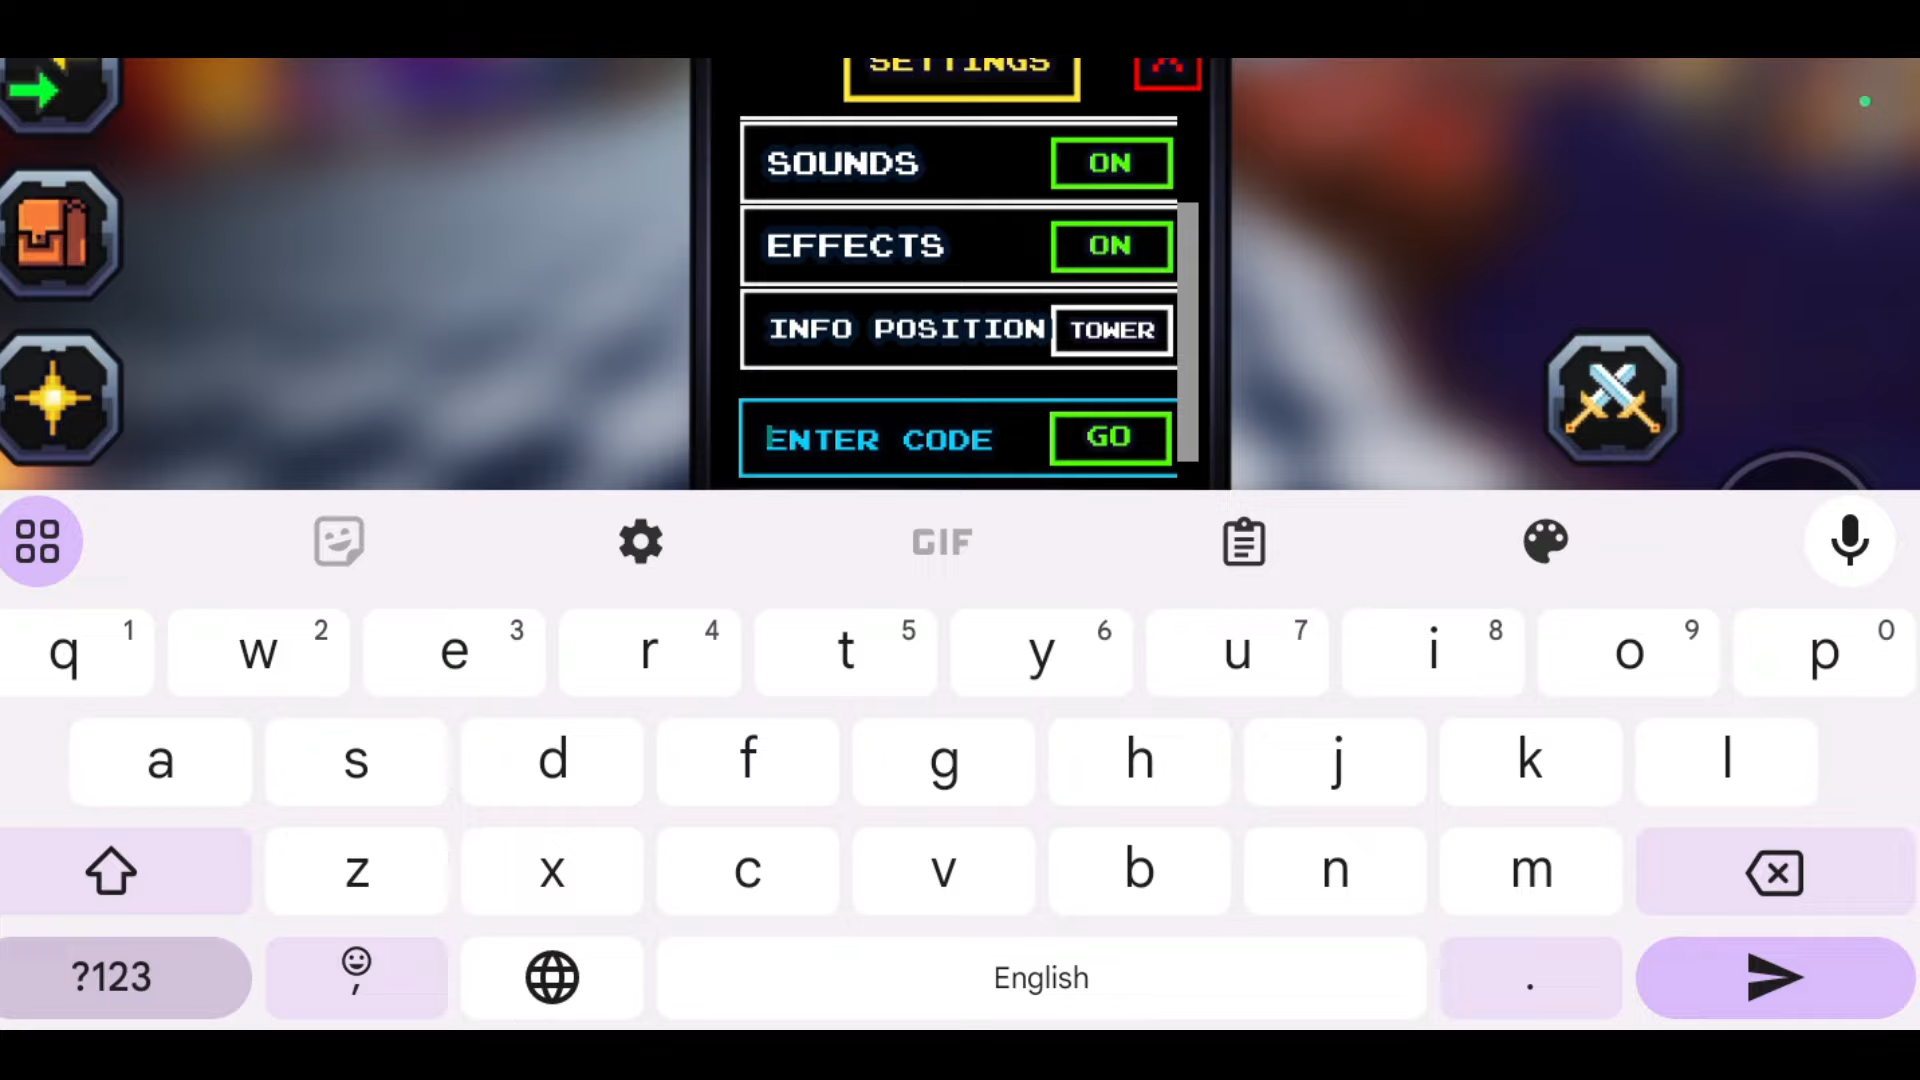 SETTINGS
X
SOUNDS ON
EFFECTS ON
INFO POSITION TOWER
ENTER CODE GO
GIF
q 1 w 2 e 3 r 4 t 5 y 6 u 7 i 8 o 9 p 0
a s d f g h j k l
z x c v b n m
?123 , English .